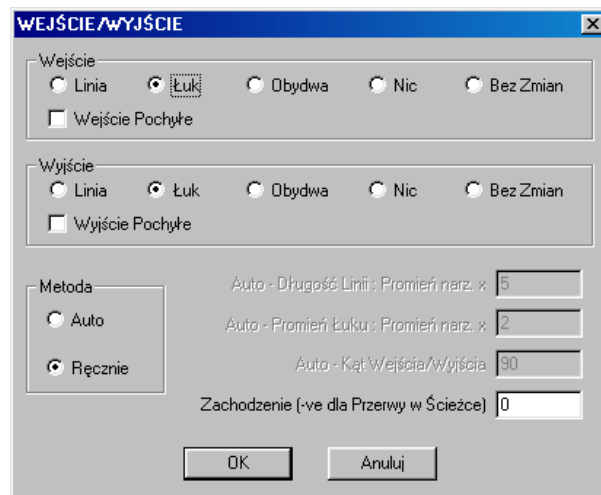 WEJŚCIE/WYJŚCIE
Wejście
Linia Łuk Obydwa Nic Bez Zmian
Wejście Pochyłe
Wyjście
Linia Łuk Obydwa Nic Bez Zmian
Wyjście Pochyłe
Metoda
Auto
Ręcznie
Auto - Długość Linii : Promień narz. x 5
Auto - Promień Łuku : Promień narz. x 2
Auto - Kąt Wejścia/Wyjścia 90
Zachodzenie (-ve dla Przerwy w Ścieżce) 0
OK Anuluj